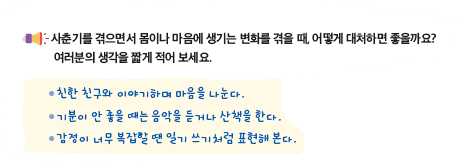 사춘기를 겪으면서 몸이나 마음에 생기는 변화를 겪을 때, 어떻게 대처하면 좋을까요?
여러분의 생각을 짧게 적어 보세요.
친한 친구와 이야기하며 마음을 나눈다.
기분이 안 좋을 때는 음악을 듣거나 산책을 한다.
감정이 너무 복잡할 땐 일기 쓰기처럼 표현해 본다.